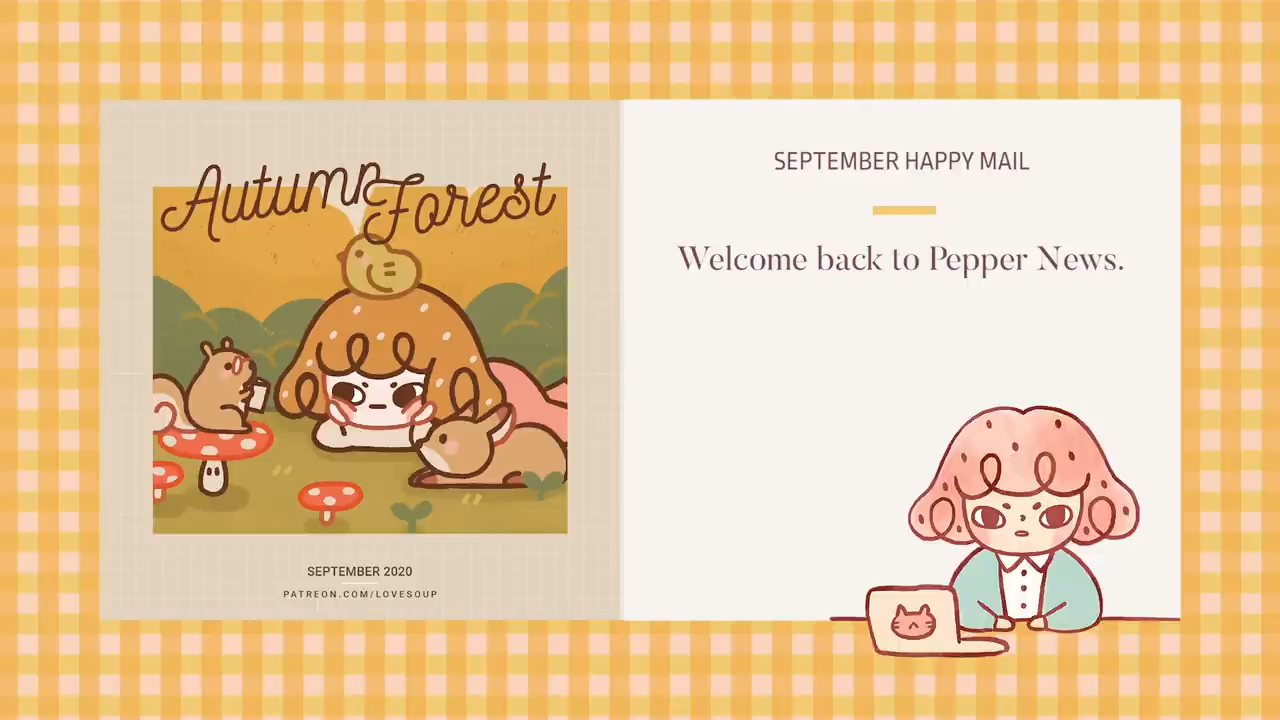 Autumn Forest
SEPTEMBER 2020
PATREON.COM/LOVESOUP
SEPTEMBER HAPPY MAIL
Welcome back to Pepper News.